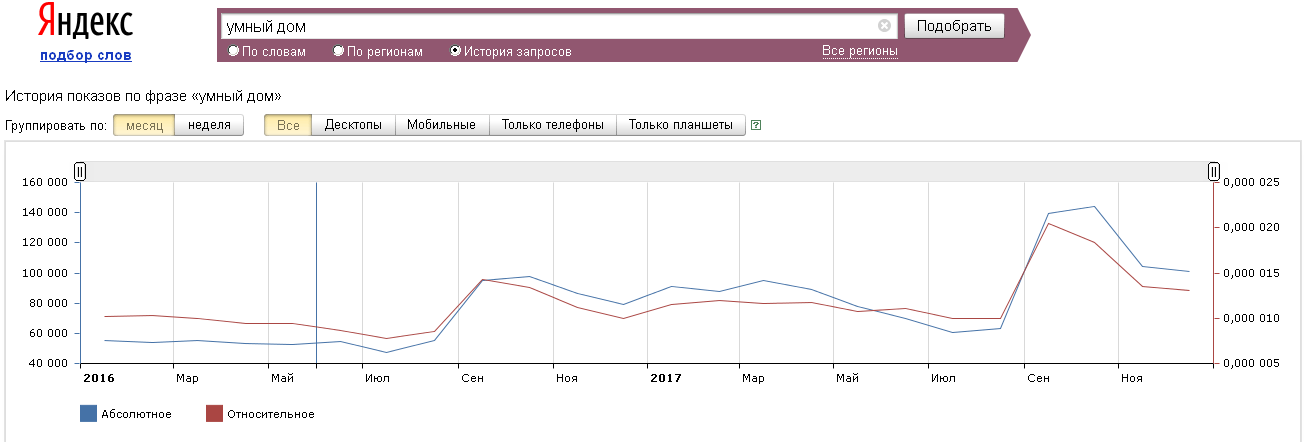 Яндекс
подбор слов
умный дом
Подобрать
По словам По регионам История запросов Все регионы
История показов по фразе «умный дом»
Группировать по: месяц неделя Все Десктопы Мобильные Только телефоны Только планшеты ?
160 000 0,000 025
140 000
0,000 020
120 000
100 000 0,000 015
80 000
0,000 010
60 000
40 000 0,000 005
2016 Мар Май Июл Сен Ноя 2017 Мар Май Июл Сен Ноя
Абсолютное Относительное